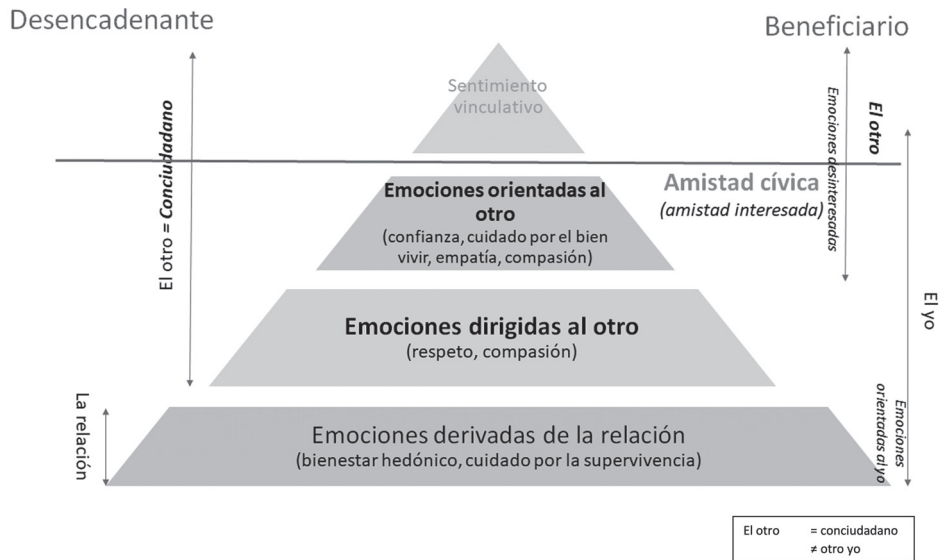 Desencadenante
Beneficiario
Sentimiento
vinculativo
El otro = Conciudadano
Emociones desinteresadas
El otro
Emociones orientadas al
otro
(confianza, cuidado por el bien
vivir, empatía, compasión)
Amistad cívica
(amistad interesada)
El yo
Emociones dirigidas al otro
(respeto, compasión)
La relación
Emociones derivadas de la relación
(bienestar hedónico, cuidado por la supervivencia)
Emociones
orientadas al yo
El otro = conciudadano
≠ otro yo